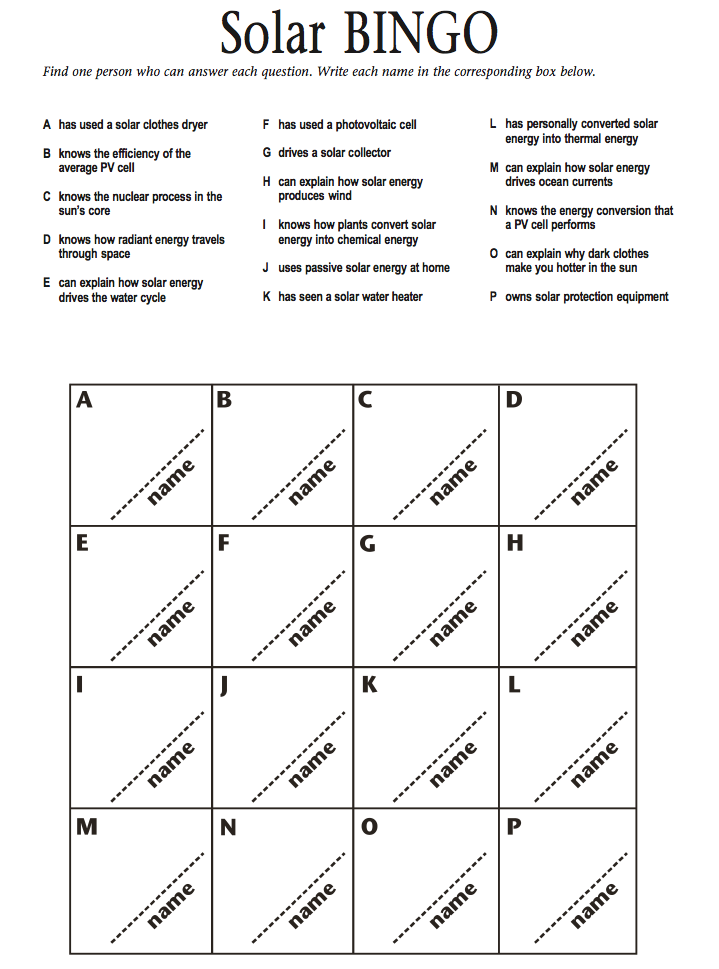 Solar BINGO
Find one person who can answer each question. Write each name in the corresponding box below.
A has used a solar clothes dryer
B knows the efficiency of the
average PV cell
C knows the nuclear process in the
sun's core
D knows how radiant energy travels
through space
E can explain how solar energy
drives the water cycle
F has used a photovoltaic cell
G drives a solar collector
H can explain how solar energy
produces wind
I knows how plants convert solar
energy into chemical energy
J uses passive solar energy at home
K has seen a solar water heater
L has personally converted solar
energy into thermal energy
M can explain how solar energy
drives ocean currents
N knows the energy conversion that
a PV cell performs
O can explain why dark clothes
make you hotter in the sun
P owns solar protection equipment
A B C D
name name name name
E F G H
name name name name
I J K L
name name name name
M N O P
name name name name